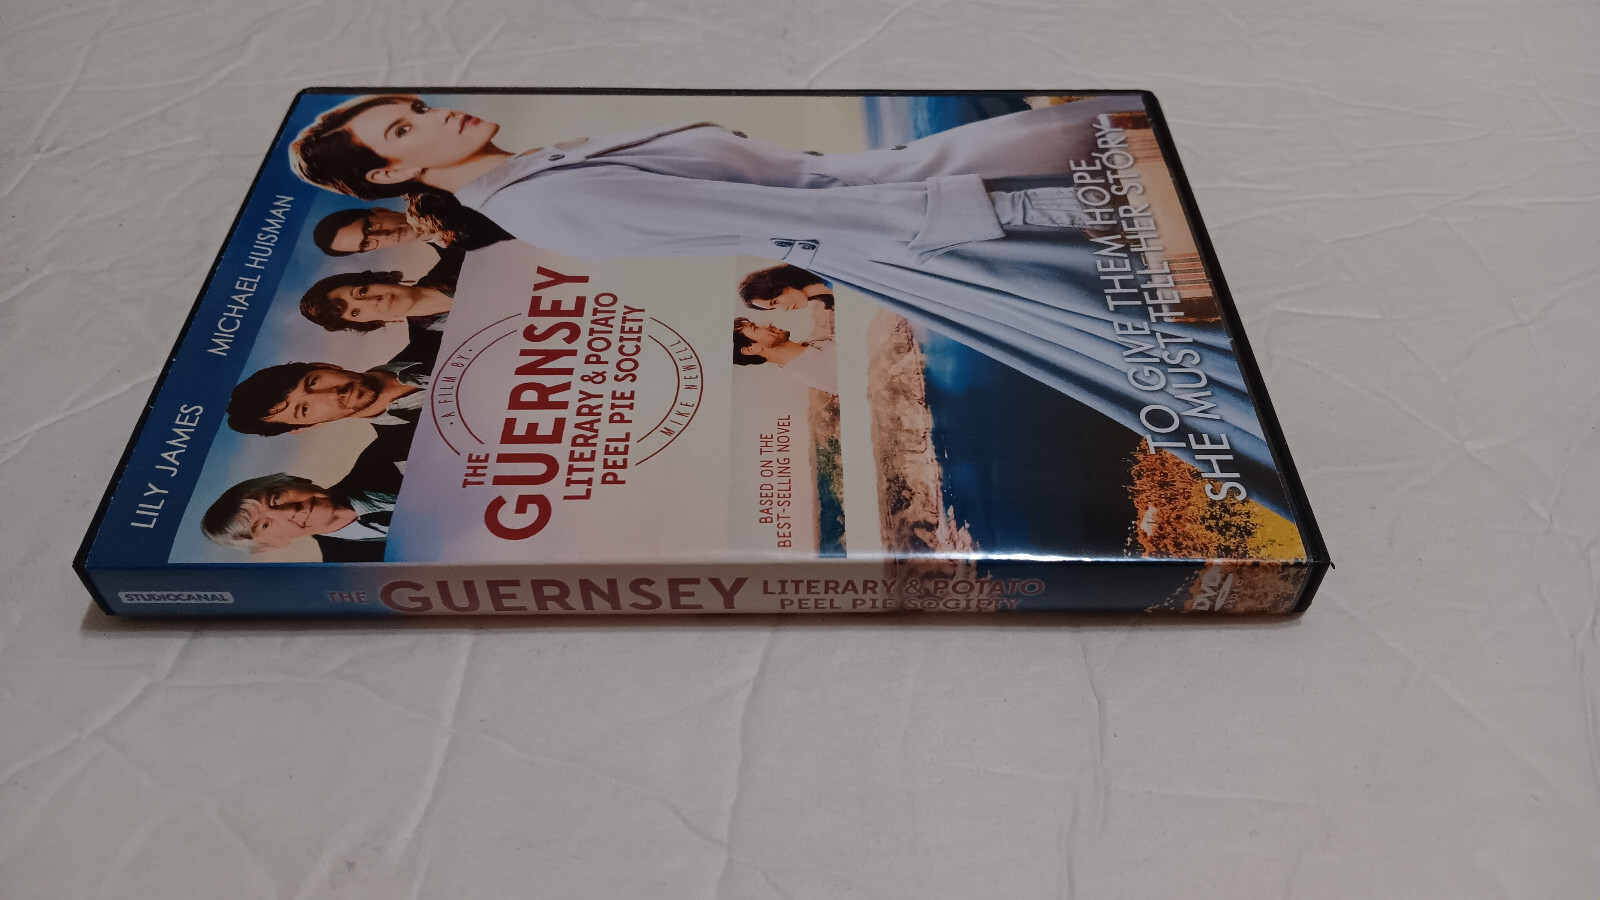 LILY JAMES
MICHAEL HUISMAN
· A FILM BY ·
THE
GUERNSEY
LITERARY & POTATO
PEEL PIE SOCIETY
MIKE NEWELL
BASED ON THE
BEST-SELLING NOVEL
TO GIVE THEM HOPE,
SHE MUST TELL HER STORY
STUDIOCANAL
THE GUERNSEY LITERARY & POTATO
PEEL PIE SOCIETY
DVD